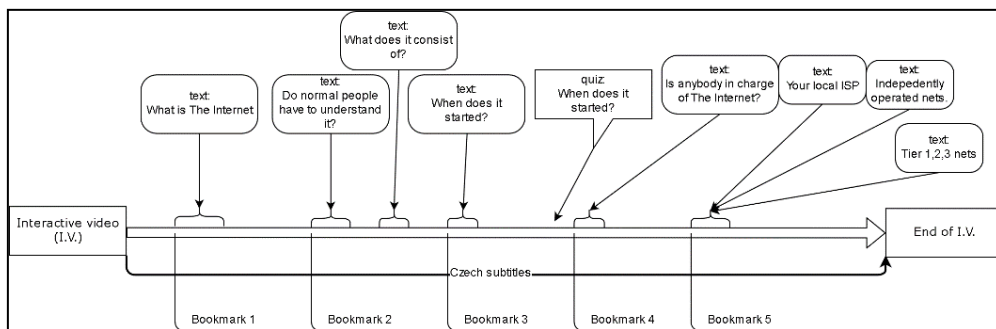 text:
What does it consist
of?
text:
What is The Internet
text:
Do normal people
have to understand
it?
text:
When does it
started?
quiz:
When does it
started?
text:
Is anybody in charge
of The Internet?
text:
Your local ISP
text:
Indepedently
operated nets.
text:
Tier 1,2,3 nets
Interactive video
(I.V.)
End of I.V.
Czech subtitles
Bookmark 1
Bookmark 2
Bookmark 3
Bookmark 4
Bookmark 5